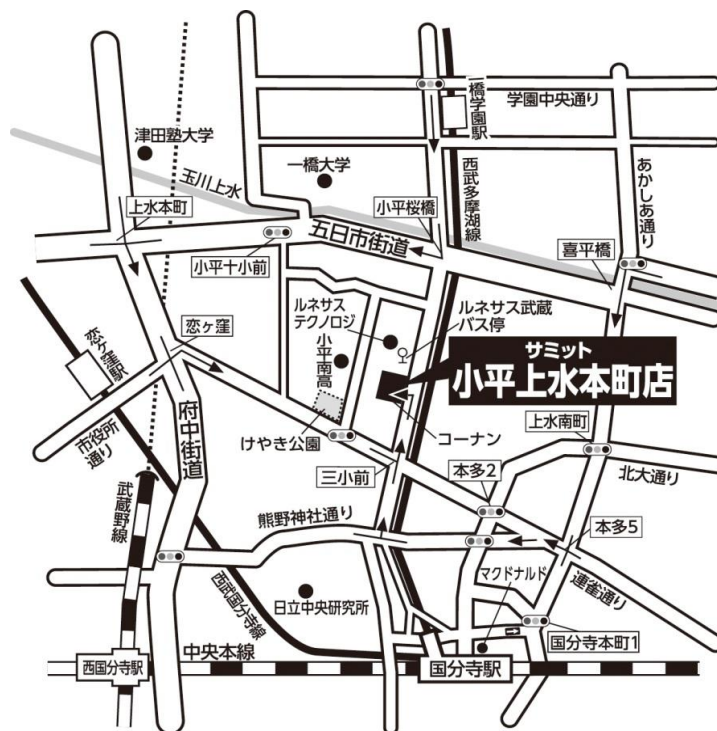 学園中央通り
一橋学園駅
津田塾大学
一橋大学
玉川上水
西武多摩湖線
あかしあ通り
上水本町
小平桜橋
五日市街道
小平十小前
喜平橋
ルネサス
テクノロジ
ルネサス武蔵
バス停
恋ヶ窪
恋ヶ窪駅
小平南高
サミット
小平上水本町店
市役所
通り
府中街道
けやき公園
コーナン
上水南町
三小前
本多2
北大通り
武蔵野線
熊野神社通り
本多5
マクドナルド
連雀通り
西武国分寺線
日立中央研究所
国分寺本町1
中央本線
西国分寺駅
国分寺駅